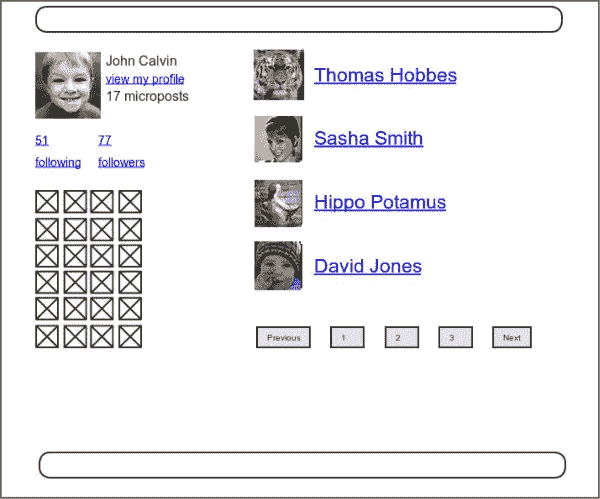 John Calvin
view my profile
17 microposts
51 77
following followers
Thomas Hobbes
Sasha Smith
Hippo Potamus
David Jones
Previous 1 2 3 Next